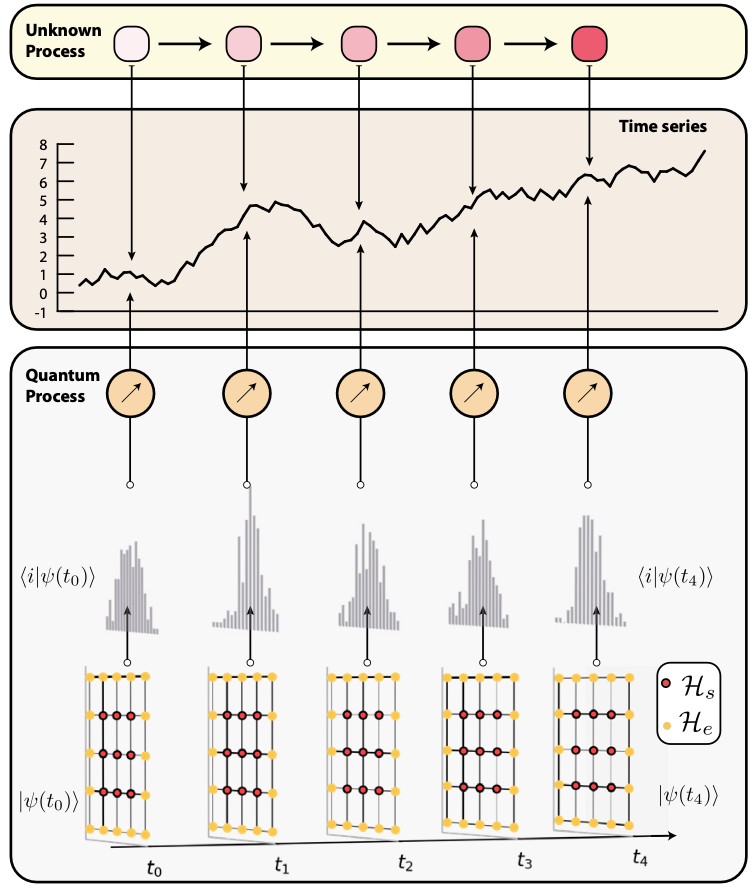 Unknown
Process
Time series
8
7
6
5
4
3
2
1
0
-1
Quantum
Process
⟨i|ψ(t₀)⟩
⟨i|ψ(t₄)⟩
ℋₛ
ℋₑ
|ψ(t₀)⟩
|ψ(t₄)⟩
t₀
t₁
t₂
t₃
t₄